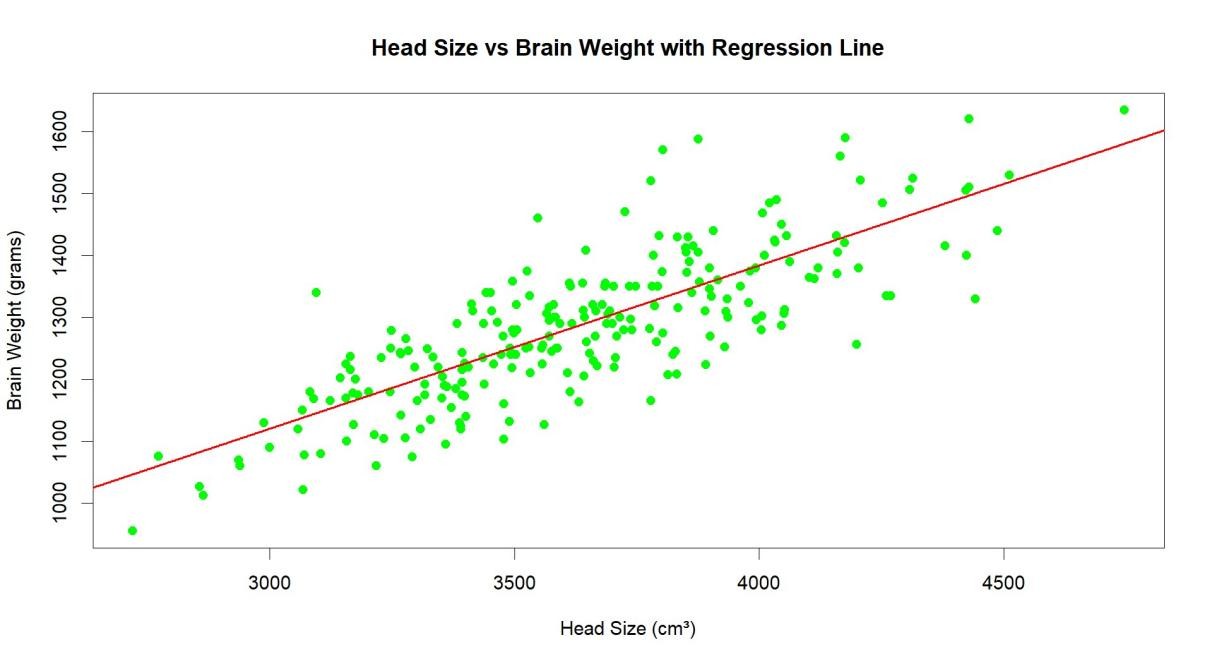 Head Size vs Brain Weight with Regression Line
Brain Weight (grams)
1600
1500
1400
1300
1200
1100
1000
3000 3500 4000 4500
Head Size (cm³)